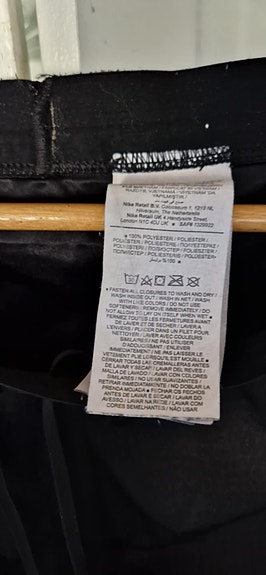 Nike Retail B.V. Colosseum 1 1213 NL
Hilversum, The Netherlands
Nike Retail UK
Handyside Street,
London N1C 4DJ UK ● SAP# 1329922
● 100% POLYESTER / POLIESTER /
● FASTEN ALL CLOSURES TO WASH AND DRY /
WASH INSIDE OUT / WASH IN NET / WASH
WITH LIKE COLORS / DO NOT USE
SOFTENERS / REMOVE IMMEDIATELY / DO
NOT ALLOW TO LAY ON ITSELF WHEN WET ●
FERMEZ TOUTES LES FERMETURES AVANT
DE LAVER ET DE SECHER / LAVER A
L'ENVERS / PLACER DANS UN FILET POUR
NETTOYER / LAVER AVEC COULEURS
SIMILAIRES / NE PAS UTILISER
D'ADOUCISSANT / ENLEVER
IMMEDIATEMENT / NE PAS LAISSER LE
VETEMENT PLIE LORSQU'IL EST MOUILLE ●
CERRAR TODAS LAS CREMALLERAS ANTES
DE LAVAR Y SECAR / LAVAR DEL REVES /
MALLA DE LAVADO / LAVAR CON COLORES
SIMILARES / NO USAR SUAVIZANTES /
RETIRAR INMEDIATAMENTE / NO DOBLAR LA
PRENDA MOJADA ● FECHAR OS FECHOS
ANTES DE LAVAR E SECAR / LAVAR DO
AVESSO / LAVAR NA REDE / LAVAR COM
CORES SEMELHANTES / NÃO USAR